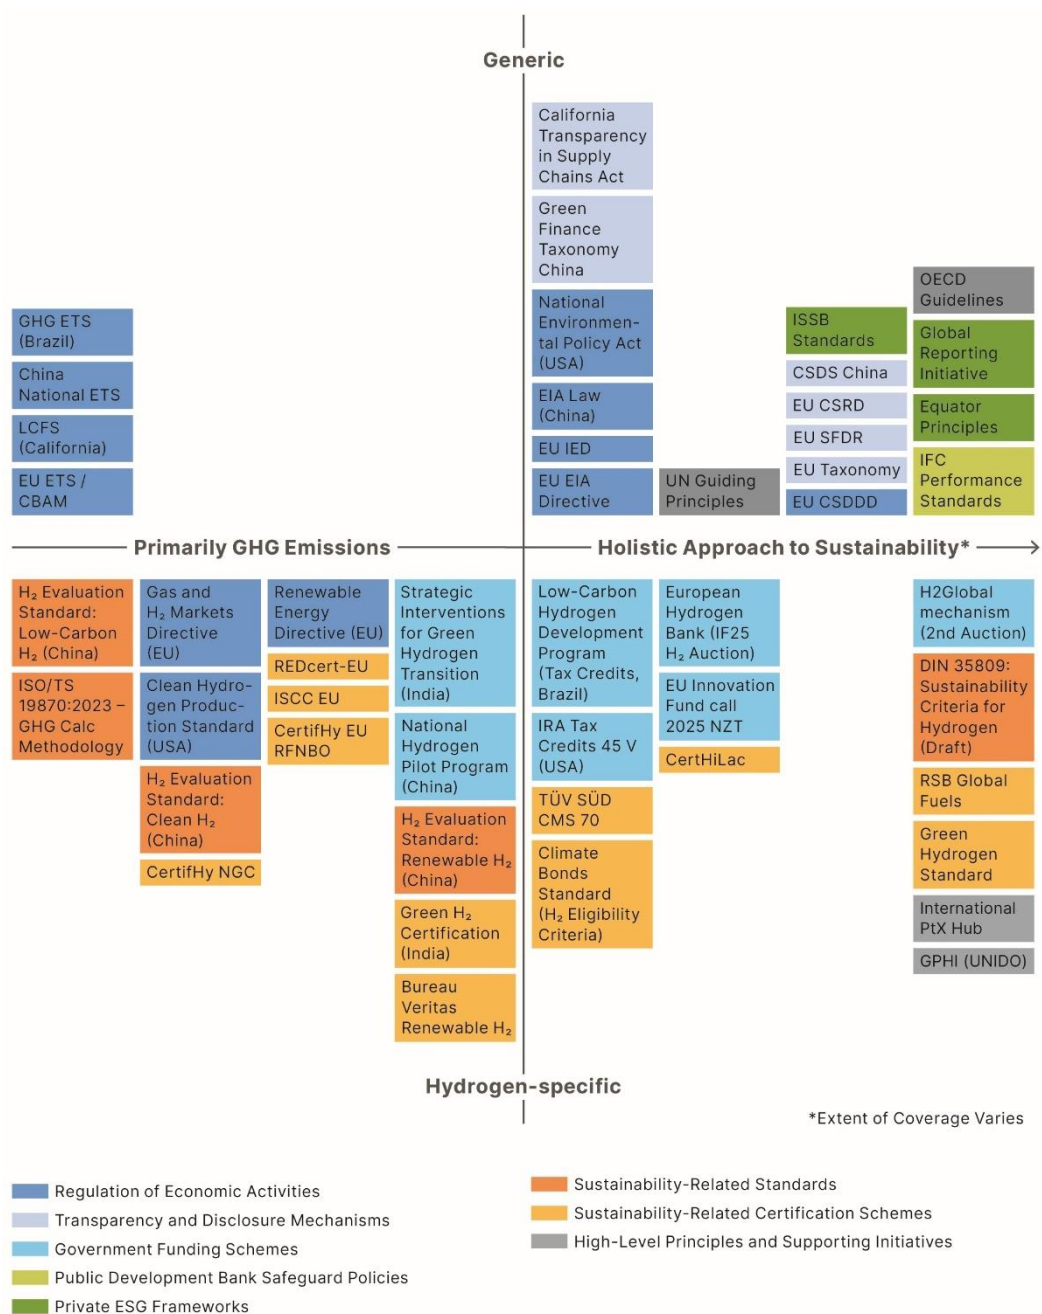 Generic
California
Transparency
in Supply
Chains Act
Green
Finance
Taxonomy
China
National
Environmen-
tal Policy Act
(USA)
EIA Law
(China)
EU IED
EU EIA
Directive
GHG ETS
(Brazil)
China
National ETS
LCFS
(California)
EU ETS /
CBAM
UN Guiding
Principles
ISSB
Standards
CSDS China
EU CSRD
EU SFDR
EU Taxonomy
EU CSDDD
OECD
Guidelines
Global
Reporting
Initiative
Equator
Principles
IFC
Performance
Standards
Primarily GHG Emissions
Holistic Approach to Sustainability*
H₂ Evaluation
Standard:
Low-Carbon
H₂ (China)
ISO/TS
19870:2023 –
GHG Calc
Methodology
Gas and
H₂ Markets
Directive
(EU)
Clean Hydro-
gen Produc-
tion Standard
(USA)
H₂ Evaluation
Standard:
Clean H₂
(China)
CertifHy NGC
Renewable
Energy
Directive (EU)
REDcert-EU
ISCC EU
CertifHy EU
RFNBO
Strategic
Interventions
for Green
Hydrogen
Transition
(India)
National
Hydrogen
Pilot Program
(China)
H₂ Evaluation
Standard:
Renewable H₂
(China)
Green H₂
Certification
(India)
Bureau
Veritas
Renewable H₂
Low-Carbon
Hydrogen
Development
Program
(Tax Credits,
Brazil)
IRA Tax
Credits 45 V
(USA)
TÜV SÜD
CMS 70
Climate
Bonds
Standard
(H₂ Eligibility
Criteria)
European
Hydrogen
Bank (IF25
H₂ Auction)
EU Innovation
Fund call
2025 NZT
CertHiLac
H2Global
mechanism
(2nd Auction)
DIN 35809:
Sustainability
Criteria for
Hydrogen
(Draft)
RSB Global
Fuels
Green
Hydrogen
Standard
International
PtX Hub
GPHI (UNIDO)
Hydrogen-specific
*Extent of Coverage Varies
Regulation of Economic Activities
Transparency and Disclosure Mechanisms
Government Funding Schemes
Public Development Bank Safeguard Policies
Private ESG Frameworks
Sustainability-Related Standards
Sustainability-Related Certification Schemes
High-Level Principles and Supporting Initiatives